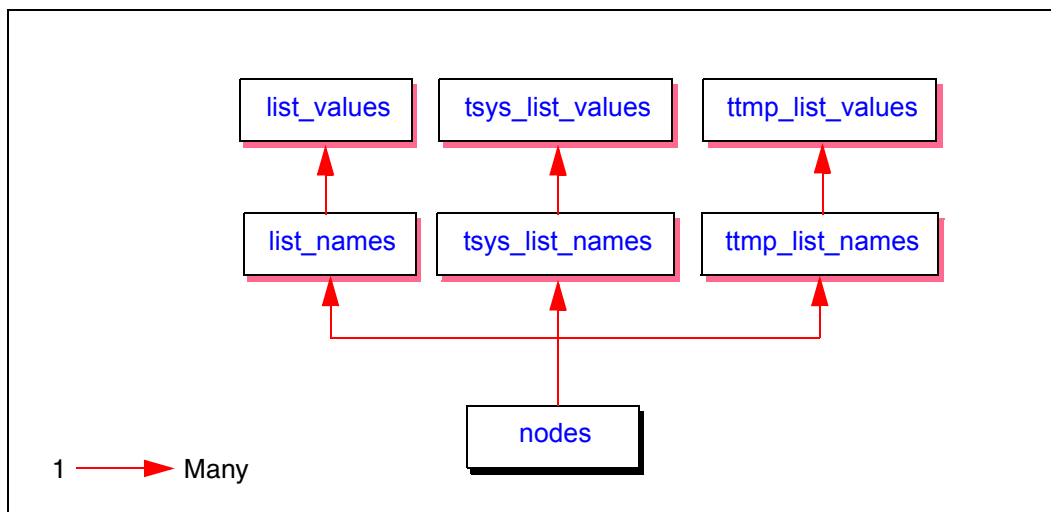 list_values tsys_list_values ttmp_list_values
list_names tsys_list_names ttmp_list_names
nodes
1 Many